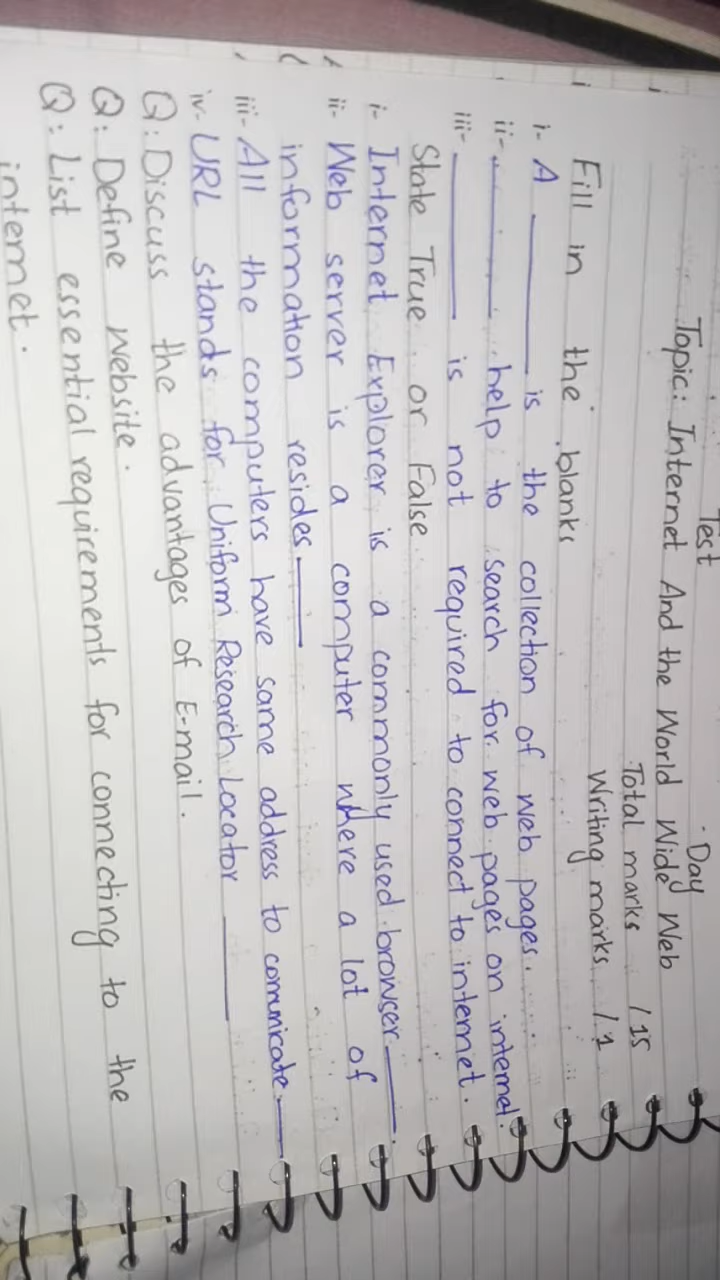 Test
Day
Topic: Internet And the World Wide Web
Total marks /15
Writing marks /1
Fill in the blanks
i- A ______ is the collection of web pages.
ii- ______ help to search for web pages on internet.
iii- ______ is not required to connect to internet.
State True or False
i- Internet Explorer is a commonly used browser ____.
ii- Web server is a computer where a lot of
information resides ____
iii- All the computers have same address to communicate ____
iv- URL stands for Uniform Research Locator ____
Q: Discuss the advantages of E-mail.
Q: Define website.
Q: List essential requirements for connecting to the
internet.